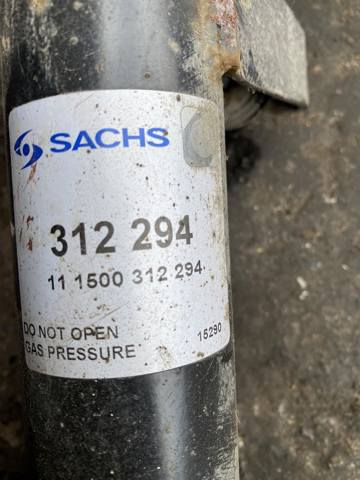 SACHS
312 294
11 1500 312 294
DO NOT OPEN
GAS PRESSURE
15290